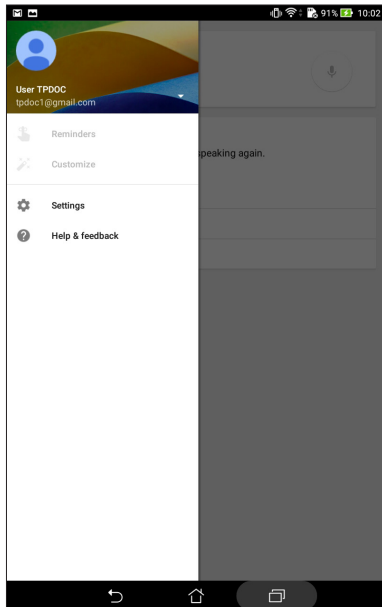 91% 10:02
User TPDOC
tpdoc1@gmail.com
Reminders
Customize
speaking again.
Settings
Help & feedback